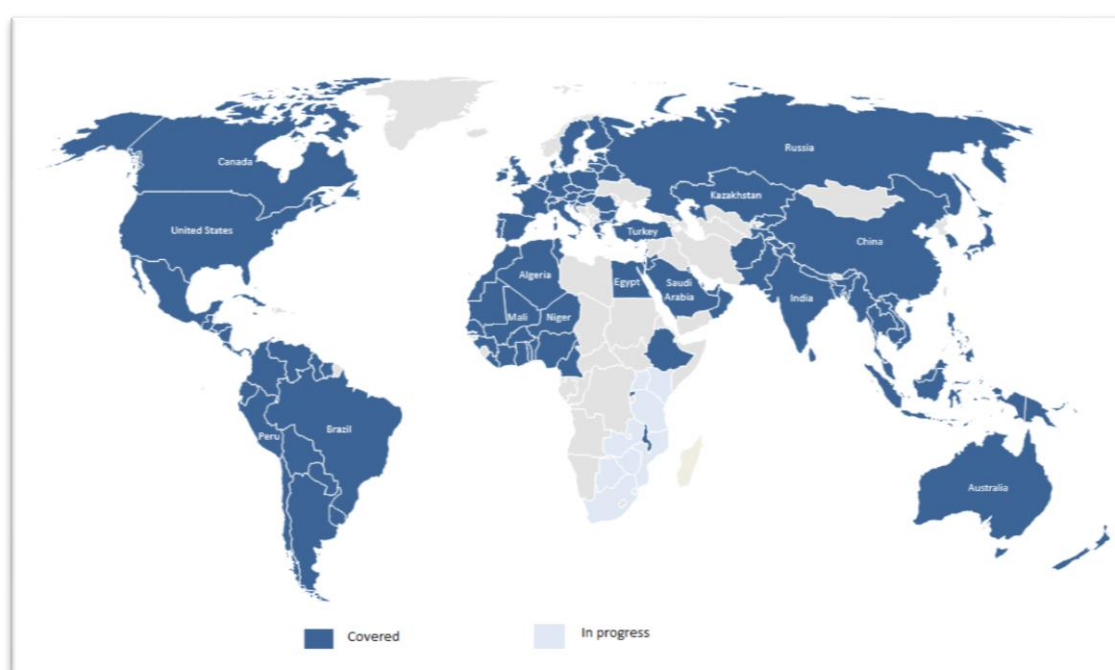 Canada
Russia
Kazakhstan
United States
Turkey
China
Algeria
Egypt
Saudi
Arabia
India
Mali
Niger
Peru
Brazil
Australia
Covered
In progress